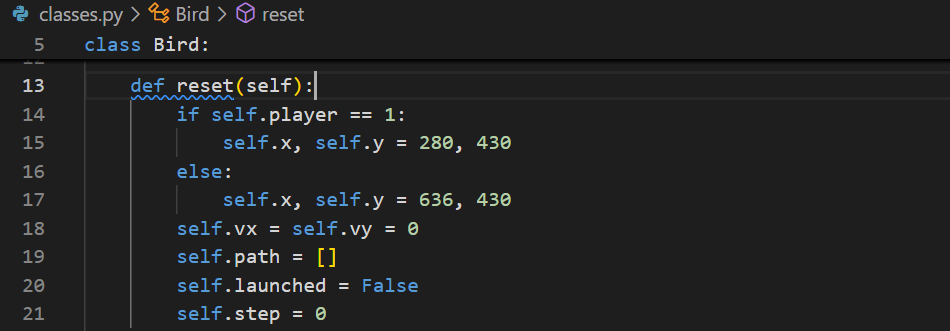 classes.py > Bird > reset
5 class Bird:
12
13 def reset(self):
14 if self.player == 1:
15 self.x, self.y = 280, 430
16 else:
17 self.x, self.y = 636, 430
18 self.vx = self.vy = 0
19 self.path = []
20 self.launched = False
21 self.step = 0